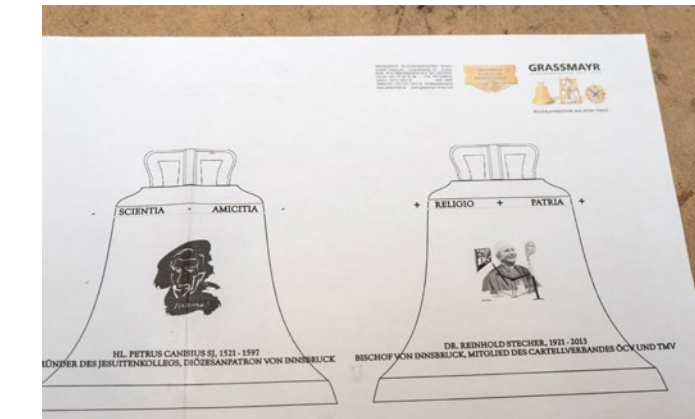 GRASSMAYR
SCIENTIA - AMICITIA -
+ RELIGIO + PATRIA +
HL. PETRUS CANISIUS SJ, 1521 - 1597
RÜNDER DES JESUITENKOLLEGS, DIÖZESANPATRON VON INNSBRUCK
DR. REINHOLD STECHER, 1921 - 2013
BISCHOF VON INNSBRUCK, MITGLIED DES CARTELLVERBANDES ÖCV UND TMV